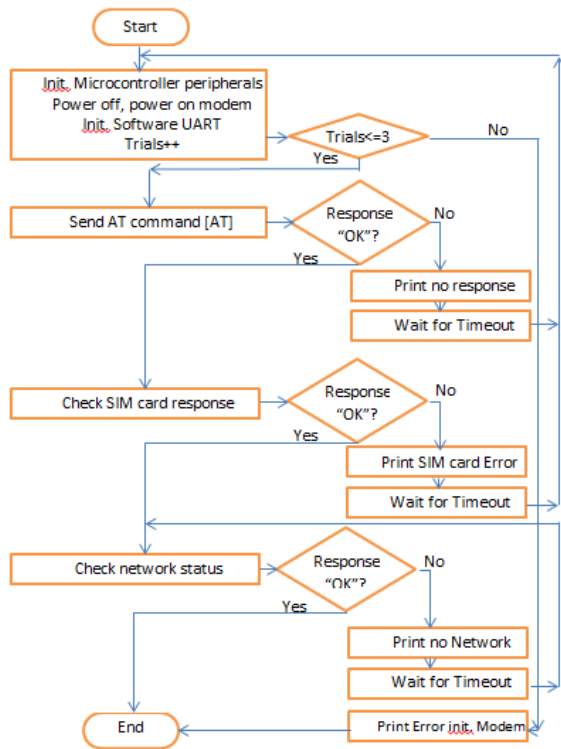 Start
Init. Microcontroller peripherals
Power off, power on modem
Init. Software UART
Trials++
Trials<=3
No
Yes
Send AT command [AT]
Response
“OK”?
No
Yes
Print no response
Wait for Timeout
Check SIM card response
Response
“OK”?
No
Yes
Print SIM card Error
Wait for Timeout
Check network status
Response
“OK”?
No
Yes
Print no Network
Wait for Timeout
End
Print Error init. Modem